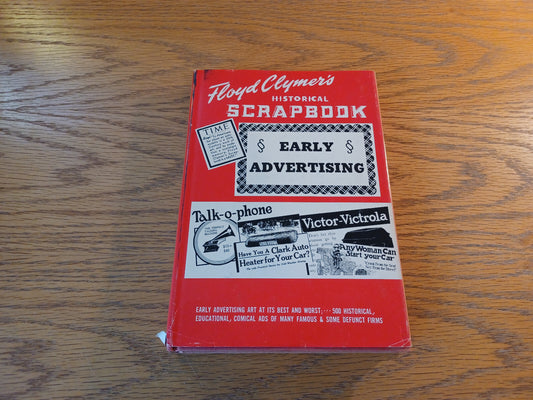 Floyd Clymer's
HISTORICAL
SCRAPBOOK
TIME
§ EARLY §
ADVERTISING
Talk-o-phone
Victor-Victrola
Have You A Clark Auto
Heater for Your Car?
Any Woman Can
Start your Car
EARLY ADVERTISING ART AT ITS BEST AND WORST;---500 HISTORICAL,
EDUCATIONAL, COMICAL ADS OF MANY FAMOUS & SOME DEFUNCT FIRMS